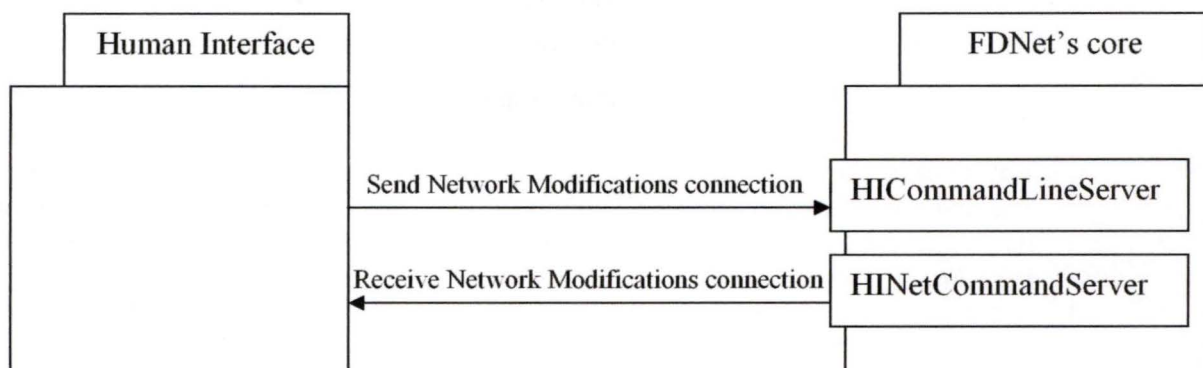 Human Interface
FDNet's core
Send Network Modifications connection
HICommandLineServer
Receive Network Modifications connection
HINetCommandServer